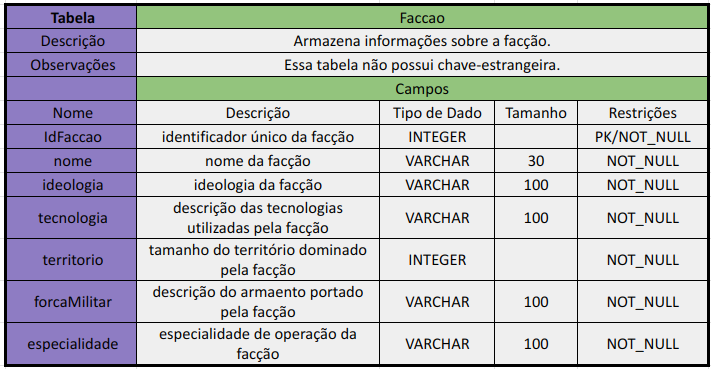 Tabela Faccao
Descrição Armazena informações sobre a facção.
Observações Essa tabela não possui chave-estrangeira.
Campos
Nome Descrição Tipo de Dado Tamanho Restrições
IdFaccao identificador único da facção INTEGER PK/NOT_NULL
nome nome da facção VARCHAR 30 NOT_NULL
ideologia ideologia da facção VARCHAR 100 NOT_NULL
tecnologia descrição das tecnologias utilizadas pela facção VARCHAR 100 NOT_NULL
territorio tamanho do território dominado pela facção INTEGER NOT_NULL
forcaMilitar descrição do armaento portado pela facção VARCHAR 100 NOT_NULL
especialidade especialidade de operação da facção VARCHAR 100 NOT_NULL